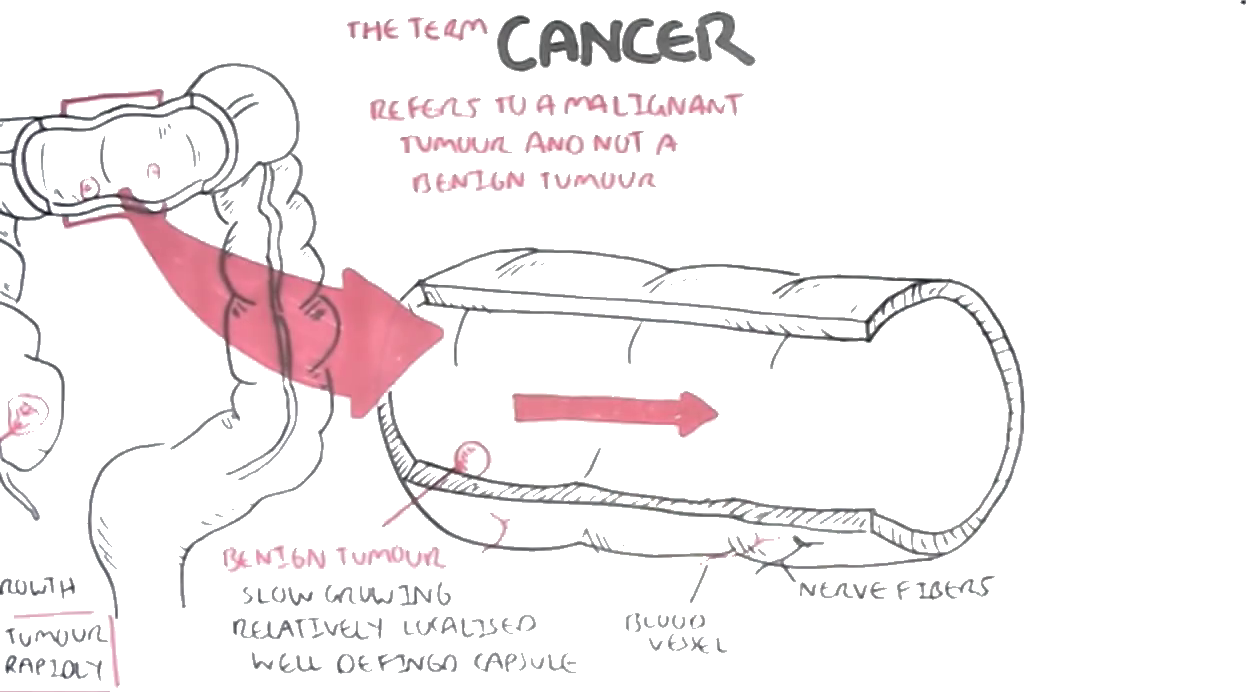 THE TERM CANCER
REFERS TO A MALIGNANT
TUMOUR AND NOT A
BENIGN TUMOUR
BENIGN TUMOUR
SLOW GROWING
RELATIVELY LOCALISED
WELL DEFINED CAPSULE
BLOOD
VESSEL
NERVE FIBERS
ROWTH
TUMOUR
RAPIDLY